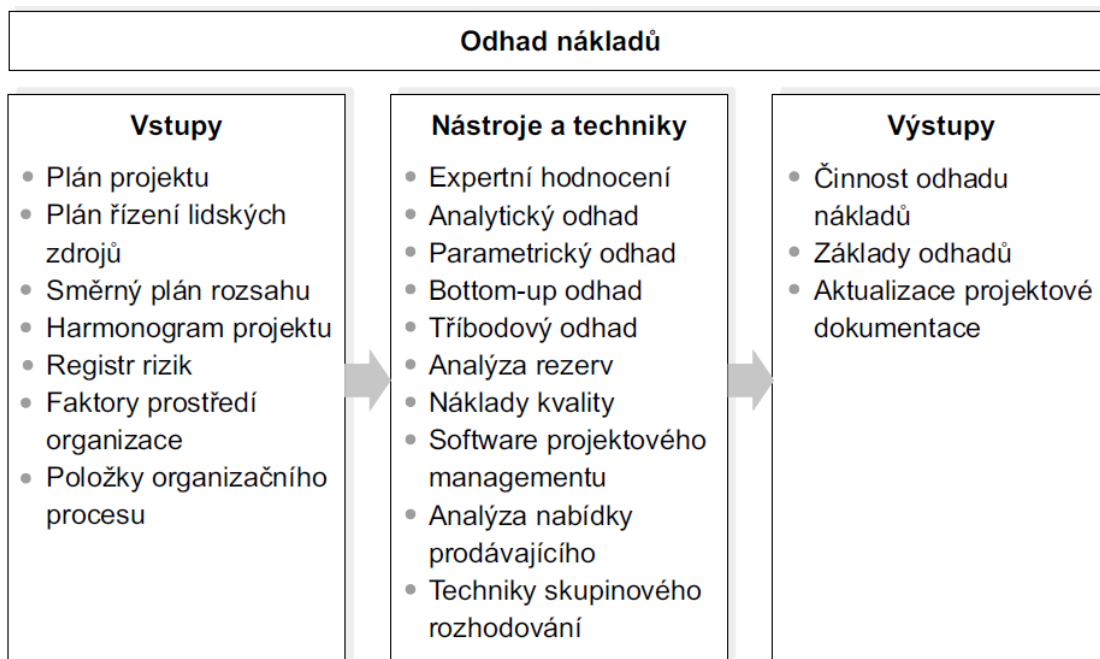 Odhad nákladů
Vstupy
Plán projektu
Plán řízení lidských
zdrojů
Směrný plán rozsahu
Harmonogram projektu
Registr rizik
Faktory prostředí
organizace
Položky organizačního
procesu
Nástroje a techniky
Expertní hodnocení
Analytický odhad
Parametrický odhad
Bottom-up odhad
Tříbodový odhad
Analýza rezerv
Náklady kvality
Software projektového
managementu
Analýza nabídky
prodávajícího
Techniky skupinového
rozhodování
Výstupy
Činnost odhadu
nákladů
Základy odhadů
Aktualizace projektové
dokumentace